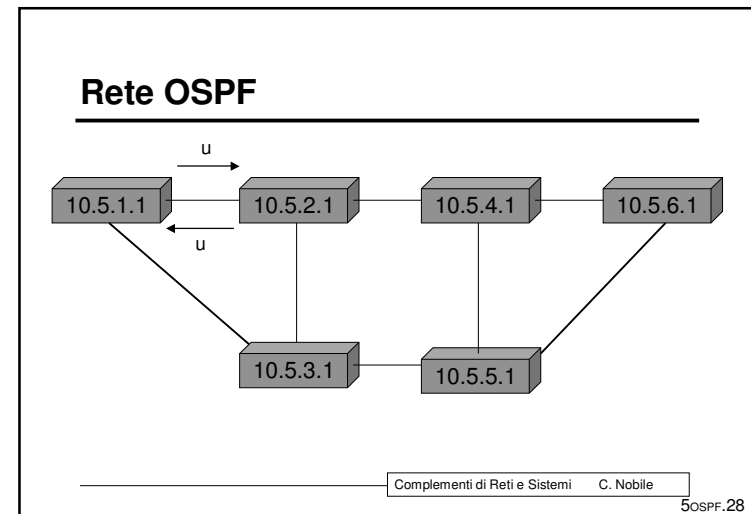 Rete OSPF
u
10.5.1.1 10.5.2.1 10.5.4.1 10.5.6.1
u
10.5.3.1 10.5.5.1
Complementi di Reti e Sistemi C. Nobile
5OSPF.28